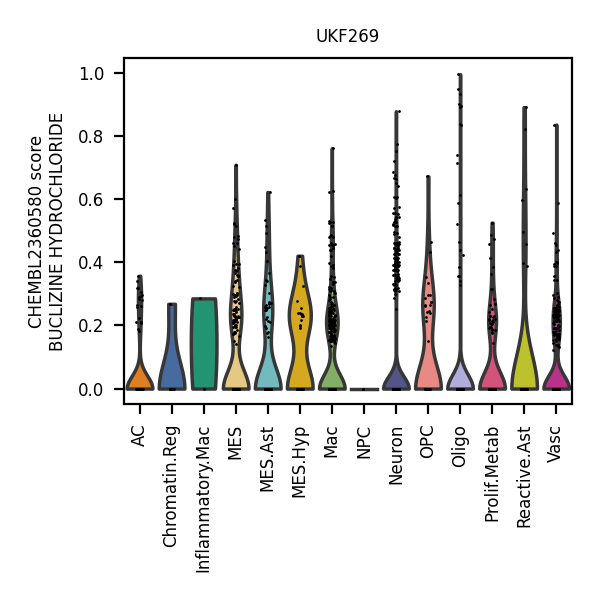 UKF269
CHEMBL2360580 score
BUCLIZINE HYDROCHLORIDE
1.0
0.8
0.6
0.4
0.2
0.0
AC
Chromatin.Reg
Inflammatory.Mac
MES
MES.Ast
MES.Hyp
Mac
NPC
Neuron
OPC
Oligo
Prolif.Metab
Reactive.Ast
Vasc